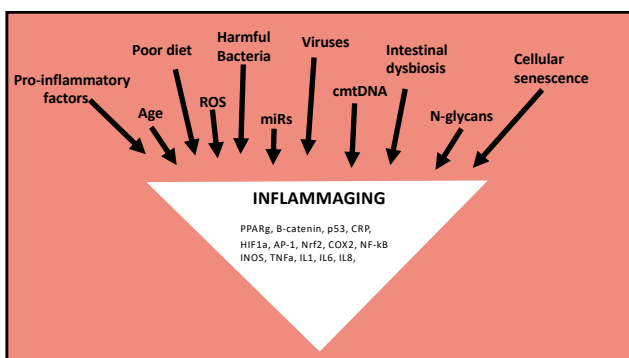 Pro-inflammatory
factors
Age
Poor diet
ROS
Harmful
Bacteria
miRs
Viruses
cmtDNA
Intestinal
dysbiosis
N-glycans
Cellular
senescence
INFLAMMAGING
PPARg, B-catenin, p53, CRP,
HIF1a, AP-1, Nrf2, COX2, NF-kB
INOS, TNFa, IL1, IL6, IL8,